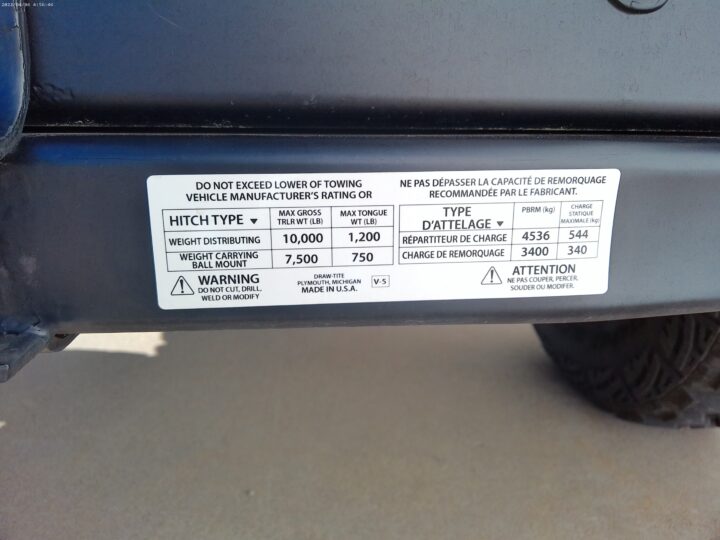 DO NOT EXCEED LOWER OF TOWING
VEHICLE MANUFACTURER'S RATING OR
HITCH TYPE ▼ MAX GROSS TRLR WT (LB) MAX TONGUE WT (LB)
WEIGHT DISTRIBUTING 10,000 1,200
WEIGHT CARRYING BALL MOUNT 7,500 750
WARNING
DO NOT CUT, DRILL,
WELD OR MODIFY
DRAW-TITE
PLYMOUTH, MICHIGAN
MADE IN U.S.A.
V-5
NE PAS DÉPASSER LA CAPACITÉ DE REMORQUAGE
RECOMMANDÉE PAR LE FABRICANT.
TYPE D'ATTELAGE ▼ PBRM (kg) CHARGE STATIQUE MAXIMALE (kg)
RÉPARTITEUR DE CHARGE 4536 544
CHARGE DE REMORQUAGE 3400 340
ATTENTION
NE PAS COUPER, PERCER,
SOUDER OU MODIFER.